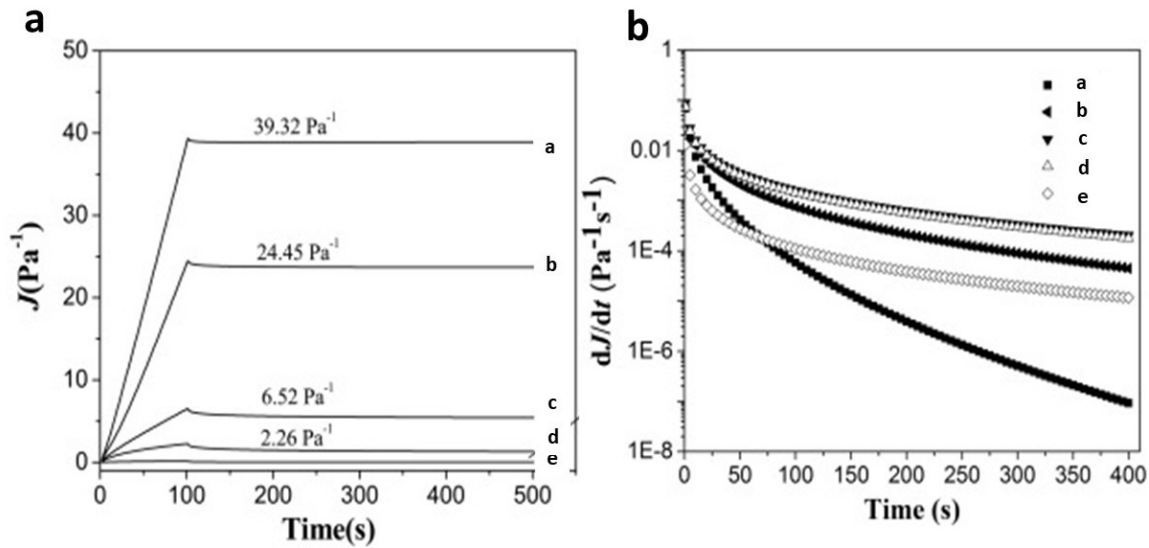 a
50
40
30
20
10
0
J(Pa⁻¹)
39.32 Pa⁻¹
a
24.45 Pa⁻¹
b
6.52 Pa⁻¹
c
2.26 Pa⁻¹
d
e
0 100 200 300 400 500
Time(s)
b
1
0.01
1E-4
1E-6
1E-8
dJ/dt (Pa⁻¹s⁻¹)
a
b
c
d
e
0 50 100 150 200 250 300 350 400
Time (s)